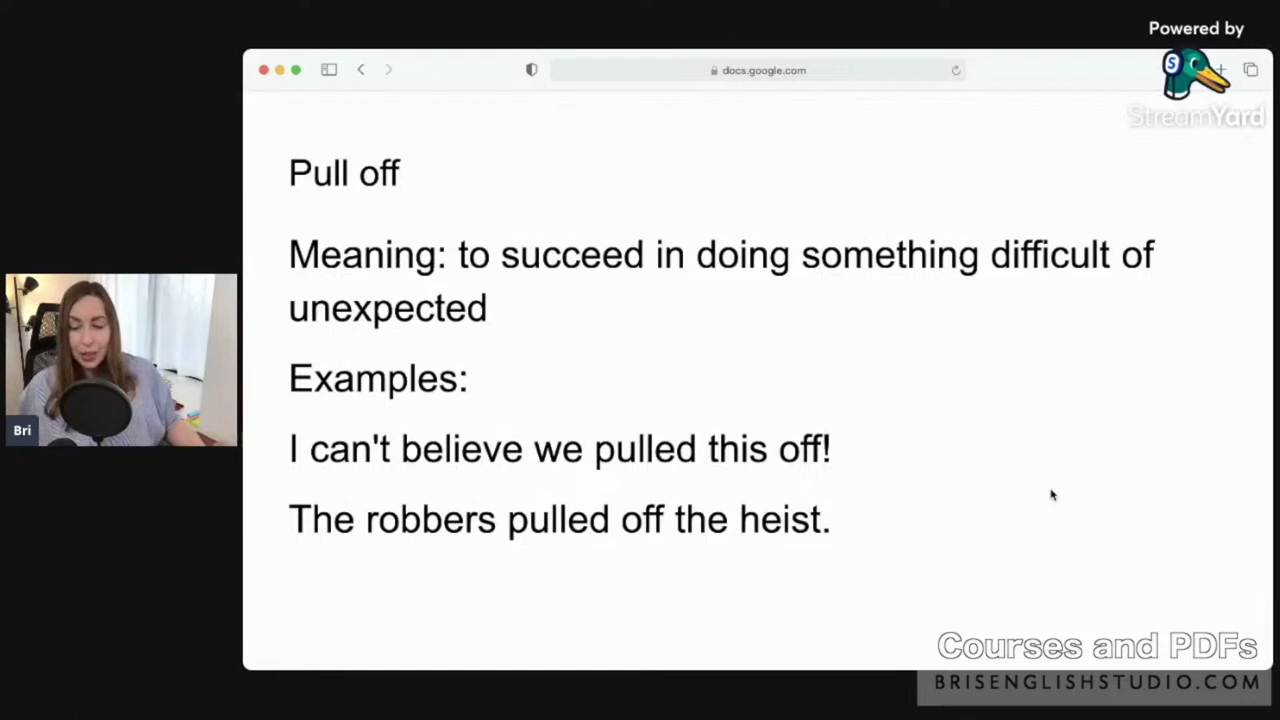 Powered by
docs.google.com
S
StreamYard
Pull off
Meaning: to succeed in doing something difficult of
unexpected
Examples:
I can't believe we pulled this off!
The robbers pulled off the heist.
Bri
Courses and PDFs
BRISENGLISHSTUDIO.COM